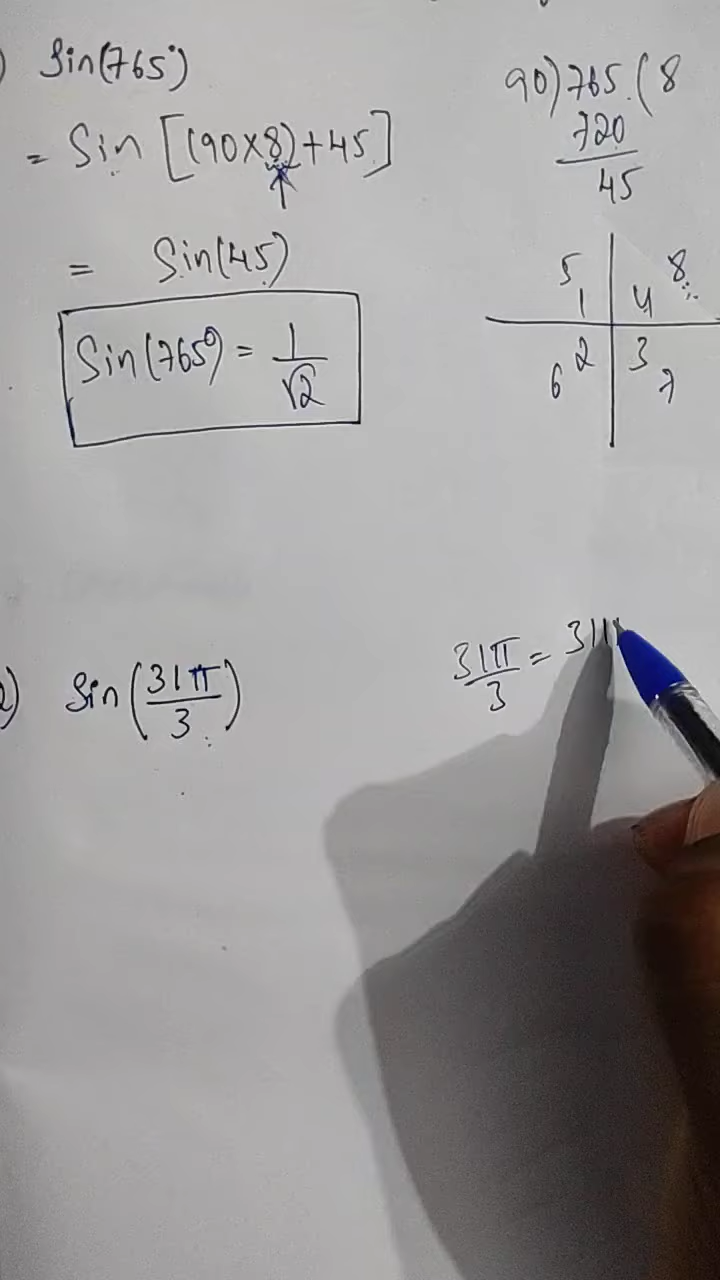 ) Sin(765°)
= Sin [(90×8)+45]
= Sin(45)
Sin(765°) = 1/√2
90)765(8
720
45
5 8
1 4
2 3
6 7
2) Sin(31π/3)
31π/3 = 31